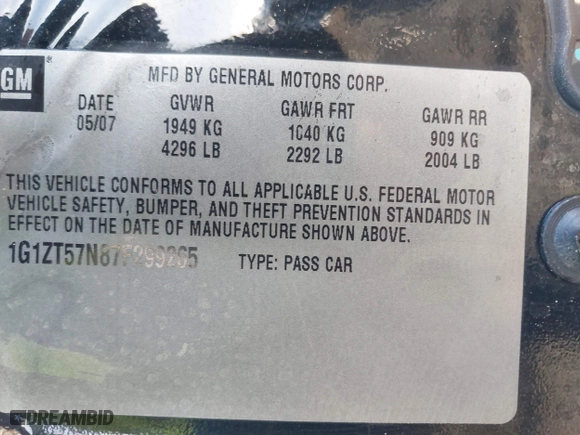 GM
MFD BY GENERAL MOTORS CORP.
DATE GVWR GAWR FRT GAWR RR
05/07 1949 KG 1040 KG 909 KG
4296 LB 2292 LB 2004 LB
THIS VEHICLE CONFORMS TO ALL APPLICABLE U.S. FEDERAL MOTOR
VEHICLE SAFETY, BUMPER, AND THEFT PREVENTION STANDARDS IN
EFFECT ON THE DATE OF MANUFACTURE SHOWN ABOVE.
TYPE: PASS CAR
DREAMBID